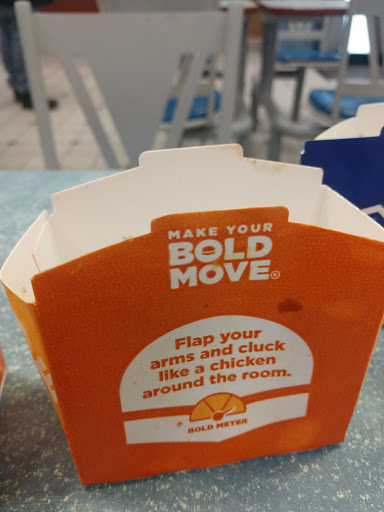 MAKE YOUR
BOLD
MOVE®
Flap your
arms and cluck
like a chicken
around the room.
BOLD METER